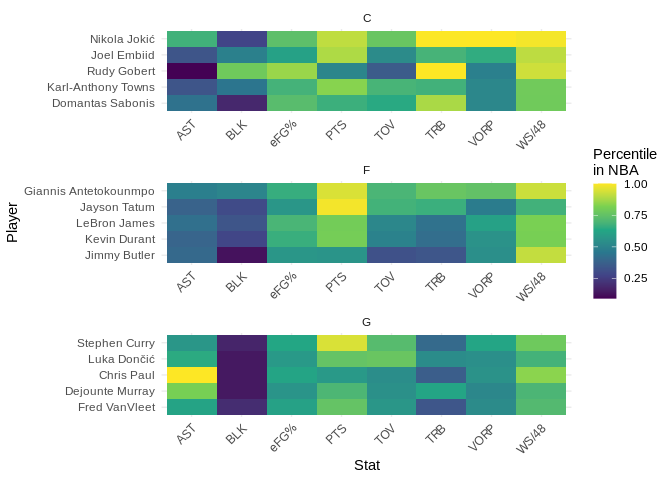 C
Nikola Jokić
Joel Embiid
Rudy Gobert
Karl-Anthony Towns
Domantas Sabonis
AST BLK eFG% PTS TOV TRB VORP WS/48
F
Giannis Antetokounmpo
Jayson Tatum
LeBron James
Kevin Durant
Jimmy Butler
AST BLK eFG% PTS TOV TRB VORP WS/48
G
Stephen Curry
Luka Dončić
Chris Paul
Dejounte Murray
Fred VanVleet
AST BLK eFG% PTS TOV TRB VORP WS/48
Stat
Player
Percentile
in NBA
1.00
0.75
0.50
0.25